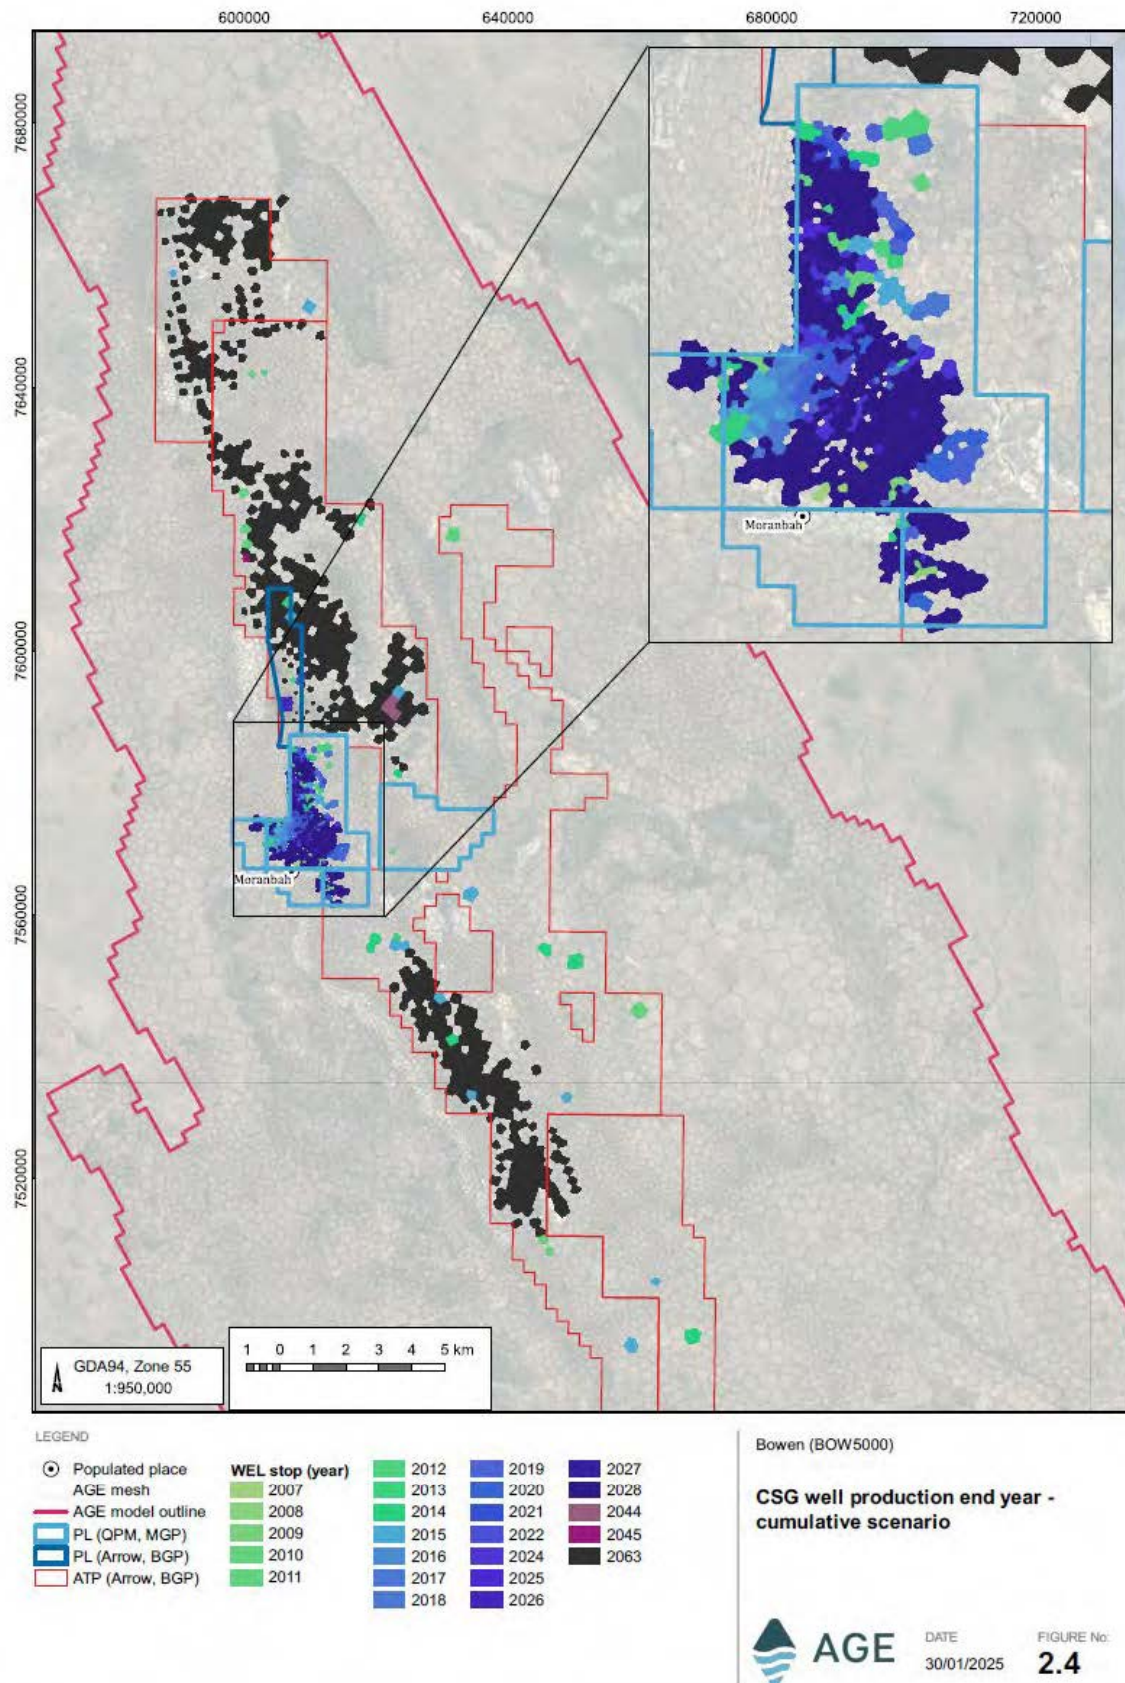 600000 640000 680000 720000
7680000
7640000
7600000
7560000
7520000
Moranbah
Moranbah
GDA94, Zone 55
1:950,000
N
1 0 1 2 3 4 5 km
LEGEND
Populated place
AGE mesh
AGE model outline
PL (QPM, MGP)
PL (Arrow, BGP)
ATP (Arrow, BGP)
WEL stop (year)
2007
2008
2009
2010
2011
2012
2013
2014
2015
2016
2017
2018
2019
2020
2021
2022
2024
2025
2026
2027
2028
2044
2045
2063
Bowen (BOW5000)
CSG well production end year -
cumulative scenario
AGE
DATE
30/01/2025
FIGURE No:
2.4